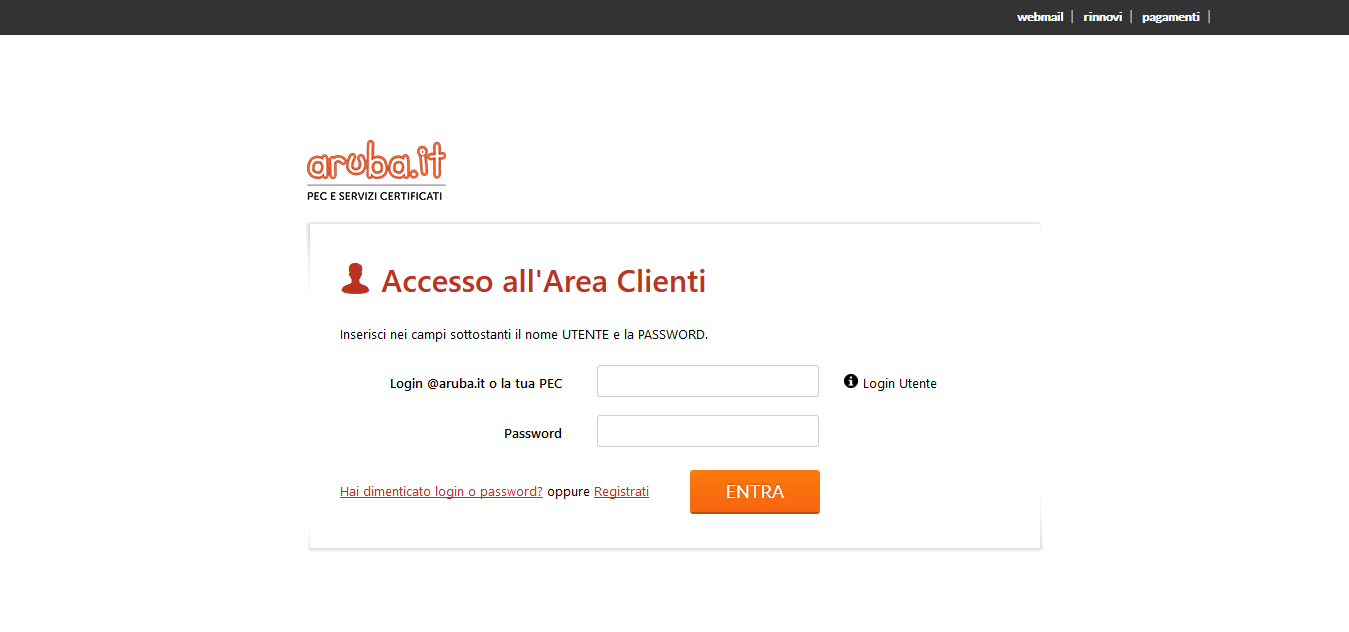 webmail | rinnovi | pagamenti |
aruba.it
PEC E SERVIZI CERTIFICATI
Accesso all'Area Clienti
Inserisci nei campi sottostanti il nome UTENTE e la PASSWORD.
Login @aruba.it o la tua PEC
Login Utente
Password
Hai dimenticato login o password? oppure Registrati
ENTRA